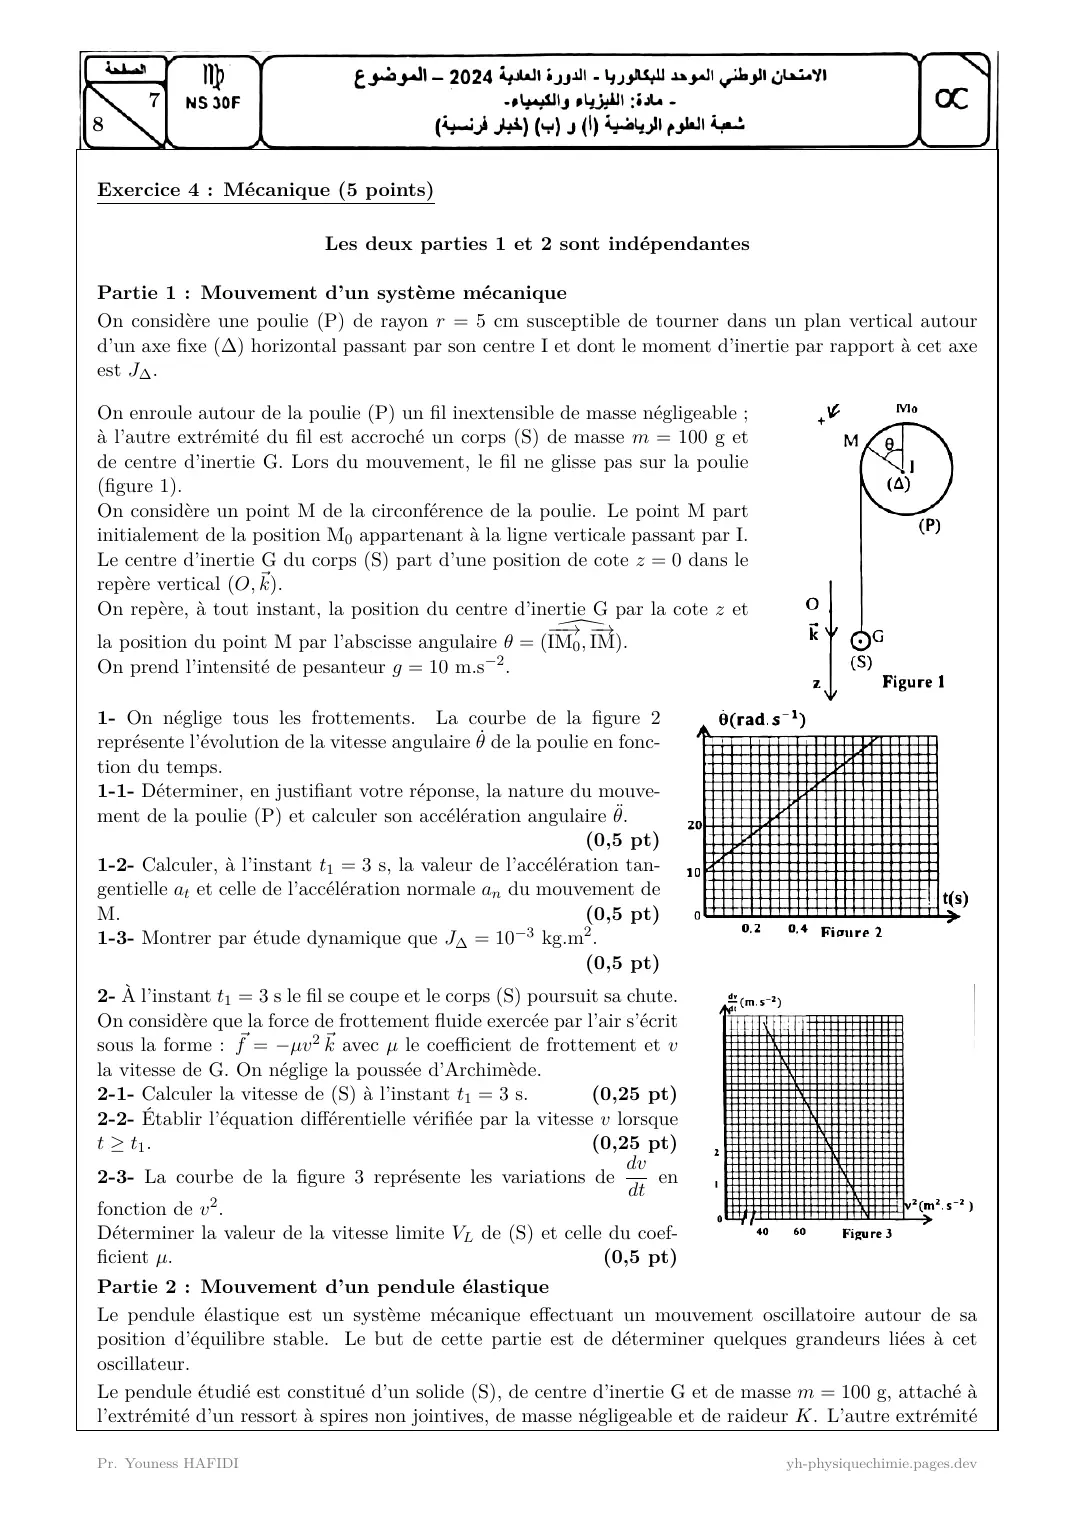 الصفحة
7
8
NS 30F
الامتحان الوطني الموحد للبكالوريا - الدورة العادية 2024 – الموضوع
- مادة: الفيزياء والكيمياء-
شعبة العلوم الرياضية (أ) و (ب) (خيار فرنسية)
Exercice 4 : Mécanique (5 points)
Les deux parties 1 et 2 sont indépendantes
Partie 1 : Mouvement d'un système mécanique
On considère une poulie (P) de rayon r = 5 cm susceptible de tourner dans un plan vertical autour
d'un axe fixe (Δ) horizontal passant par son centre I et dont le moment d'inertie par rapport à cet axe
est J_Δ.
On enroule autour de la poulie (P) un fil inextensible de masse négligeable ;
à l'autre extrémité du fil est accroché un corps (S) de masse m = 100 g et
de centre d'inertie G. Lors du mouvement, le fil ne glisse pas sur la poulie
(figure 1).
On considère un point M de la circonférence de la poulie. Le point M part
initialement de la position M₀ appartenant à la ligne verticale passant par I.
Le centre d'inertie G du corps (S) part d'une position de cote z = 0 dans le
repère vertical (O, k⃗).
On repère, à tout instant, la position du centre d'inertie G par la cote z et
la position du point M par l'abscisse angulaire θ = (IM₀, IM).
On prend l'intensité de pesanteur g = 10 m.s⁻².
+
M₀
M
θ
I
(Δ)
(P)
O
k⃗
G
(S)
z
Figure 1
1- On néglige tous les frottements. La courbe de la figure 2
représente l'évolution de la vitesse angulaire θ̇ de la poulie en fonc-
tion du temps.
1-1- Déterminer, en justifiant votre réponse, la nature du mouve-
ment de la poulie (P) et calculer son accélération angulaire θ̈.
(0,5 pt)
1-2- Calculer, à l'instant t₁ = 3 s, la valeur de l'accélération tan-
gentielle aₜ et celle de l'accélération normale aₙ du mouvement de
M. (0,5 pt)
1-3- Montrer par étude dynamique que J_Δ = 10⁻³ kg.m².
(0,5 pt)
θ̇(rad.s⁻¹)
20
10
0
0,2 0,4
t(s)
Figure 2
2- À l'instant t₁ = 3 s le fil se coupe et le corps (S) poursuit sa chute.
On considère que la force de frottement fluide exercée par l'air s'écrit
sous la forme : f⃗ = −μv² k⃗ avec μ le coefficient de frottement et v
la vitesse de G. On néglige la poussée d'Archimède.
2-1- Calculer la vitesse de (S) à l'instant t₁ = 3 s. (0,25 pt)
2-2- Établir l'équation différentielle vérifiée par la vitesse v lorsque
t ≥ t₁. (0,25 pt)
2-3- La courbe de la figure 3 représente les variations de dv/dt en
fonction de v².
Déterminer la valeur de la vitesse limite V_L de (S) et celle du coef-
ficient μ. (0,5 pt)
dv/dt (m.s⁻²)
2
1
0
40 60
v²(m².s⁻²)
Figure 3
Partie 2 : Mouvement d'un pendule élastique
Le pendule élastique est un système mécanique effectuant un mouvement oscillatoire autour de sa
position d'équilibre stable. Le but de cette partie est de déterminer quelques grandeurs liées à cet
oscillateur.
Le pendule étudié est constitué d'un solide (S), de centre d'inertie G et de masse m = 100 g, attaché à
l'extrémité d'un ressort à spires non jointives, de masse négligeable et de raideur K. L'autre extrémité
Pr. Youness HAFIDI
yh-physiquechimie.pages.dev